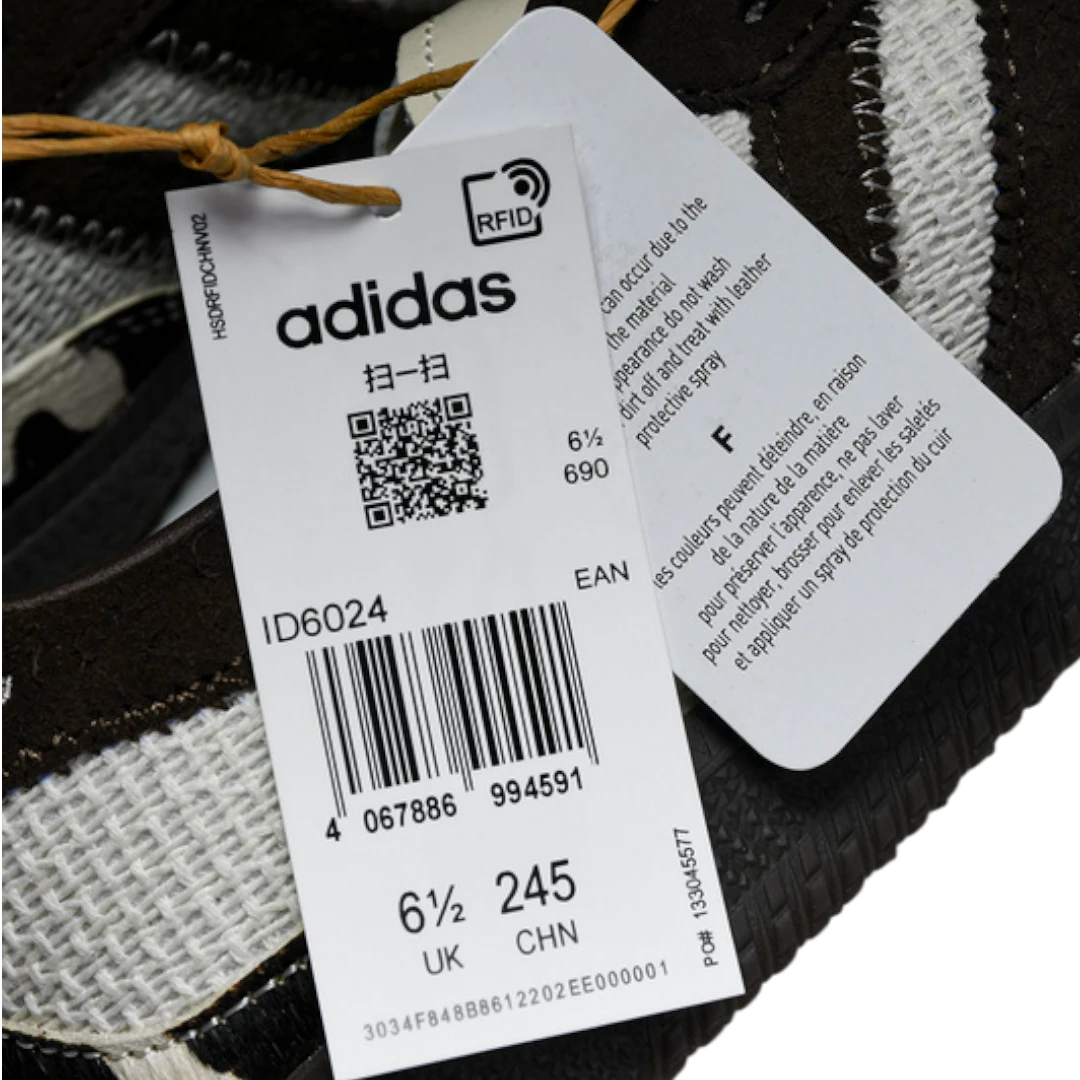 HSDRFIDCHNV02
RFID
adidas
扫一扫
6½
690
EAN
ID6024
4 067886 994591
6½ 245
UK CHN
3034F848B8612202EE000001
PO# 133045577
can occur due to the
the material
appearance do not wash
dirt off and treat with leather
protective spray
F
les couleurs peuvent déteindre, en raison
de la nature de la matière
pour préserver l'apparence, ne pas laver
pour nettoyer, brosser pour enlever les saletés
et appliquer un spray de protection du cuir